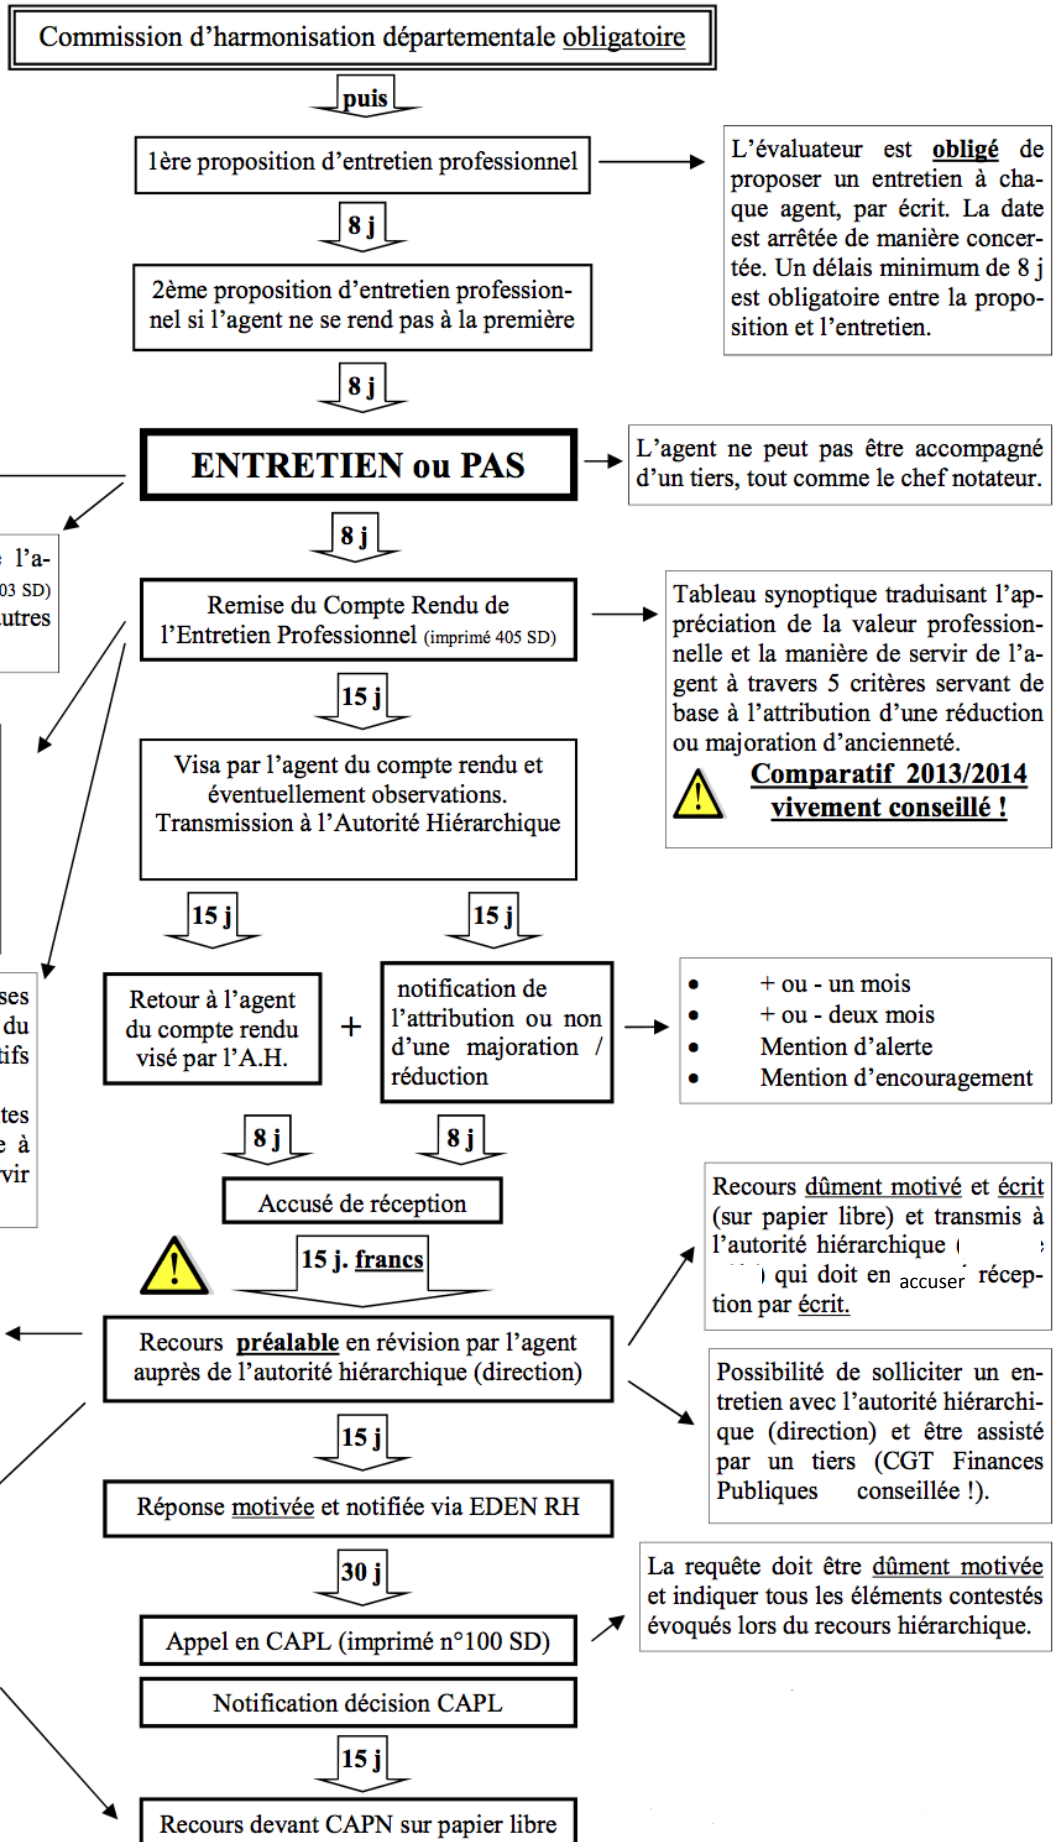 Commission d'harmonisation départementale obligatoire
puis
1ère proposition d'entretien professionnel
L'évaluateur est obligé de
proposer un entretien à cha-
que agent, par écrit. La date
est arrêtée de manière concer-
tée. Un délais minimum de 8 j
est obligatoire entre la propo-
sition et l'entretien.
8 j
2ème proposition d'entretien profession-
nel si l'agent ne se rend pas à la première
8 j
ENTRETIEN ou PAS
L'agent ne peut pas être accompagné
d'un tiers, tout comme le chef notateur.
8 j
l'a-
03 SD)
utres
Remise du Compte Rendu de
l'Entretien Professionnel (imprimé 405 SD)
Tableau synoptique traduisant l'ap-
préciation de la valeur profession-
nelle et la manière de servir de l'a-
gent à travers 5 critères servant de
base à l'attribution d'une réduction
ou majoration d'ancienneté.
Comparatif 2013/2014
vivement conseillé !
15 j
Visa par l'agent du compte rendu et
éventuellement observations.
Transmission à l'Autorité Hiérarchique
15 j
15 j
ses
du
tifs
tes
e à
rvir
Retour à l'agent
du compte rendu
visé par l'A.H.
+
notification de
l'attribution ou non
d'une majoration /
réduction
• + ou - un mois
• + ou - deux mois
• Mention d'alerte
• Mention d'encouragement
8 j
8 j
Accusé de réception
15 j. francs
Recours dûment motivé et écrit
(sur papier libre) et transmis à
l'autorité hiérarchique (
) qui doit en accuser récep-
tion par écrit.
Recours préalable en révision par l'agent
auprès de l'autorité hiérarchique (direction)
Possibilité de solliciter un en-
tretien avec l'autorité hiérarchi-
que (direction) et être assisté
par un tiers (CGT Finances
Publiques conseillée !).
15 j
Réponse motivée et notifiée via EDEN RH
30 j
La requête doit être dûment motivée
et indiquer tous les éléments contestés
évoqués lors du recours hiérarchique.
Appel en CAPL (imprimé n°100 SD)
Notification décision CAPL
15 j
Recours devant CAPN sur papier libre